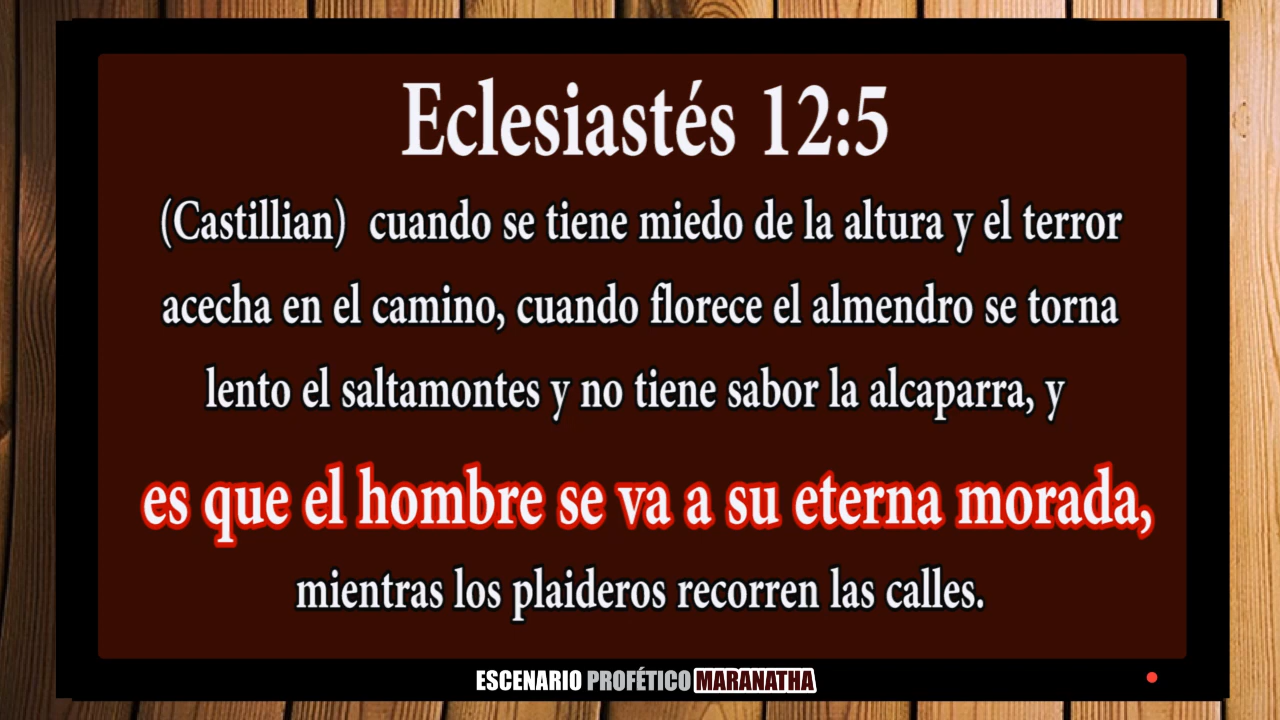 Eclesiastés 12:5
(Castillian) cuando se tiene miedo de la altura y el terror
acecha en el camino, cuando florece el almendro se torna
lento el saltamontes y no tiene sabor la alcaparra, y
es que el hombre se va a su eterna morada,
mientras los plaideros recorren las calles.
ESCENARIO PROFÉTICO MARANATHA